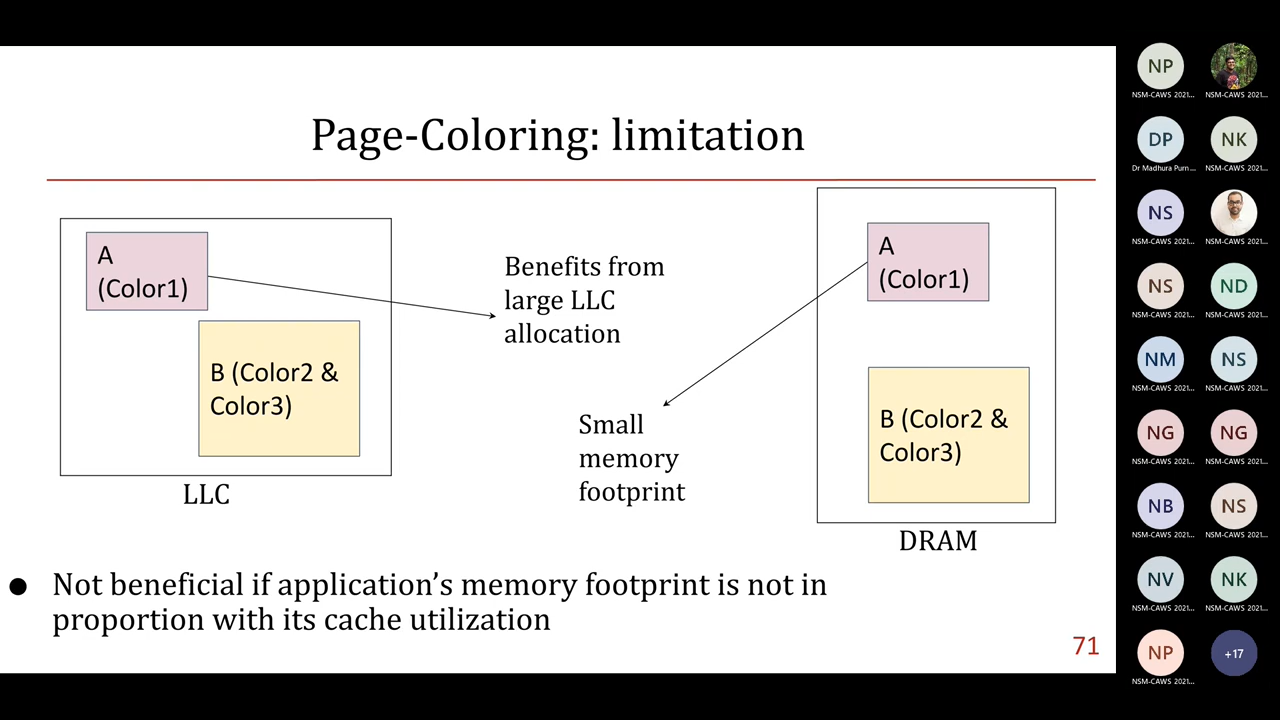 Page-Coloring: limitation
A
(Color1)
B (Color2 &
Color3)
LLC
Benefits from
large LLC
allocation
Small
memory
footprint
A
(Color1)
B (Color2 &
Color3)
DRAM
● Not beneficial if application’s memory footprint is not in
proportion with its cache utilization
71
NP
NSM-CAWS 2021...
NSM-CAWS 2021...
DP
NK
Dr Madhura Purn...
NSM-CAWS 2021...
NS
NSM-CAWS 2021...
NSM-CAWS 2021...
NS
ND
NSM-CAWS 2021...
NSM-CAWS 2021...
NM
NS
NSM-CAWS 2021...
NSM-CAWS 2021...
NG
NG
NSM-CAWS 2021...
NSM-CAWS 2021...
NB
NS
NSM-CAWS 2021...
NSM-CAWS 2021...
NV
NK
NSM-CAWS 2021...
NSM-CAWS 2021...
NP
+17
NSM-CAWS 2021...